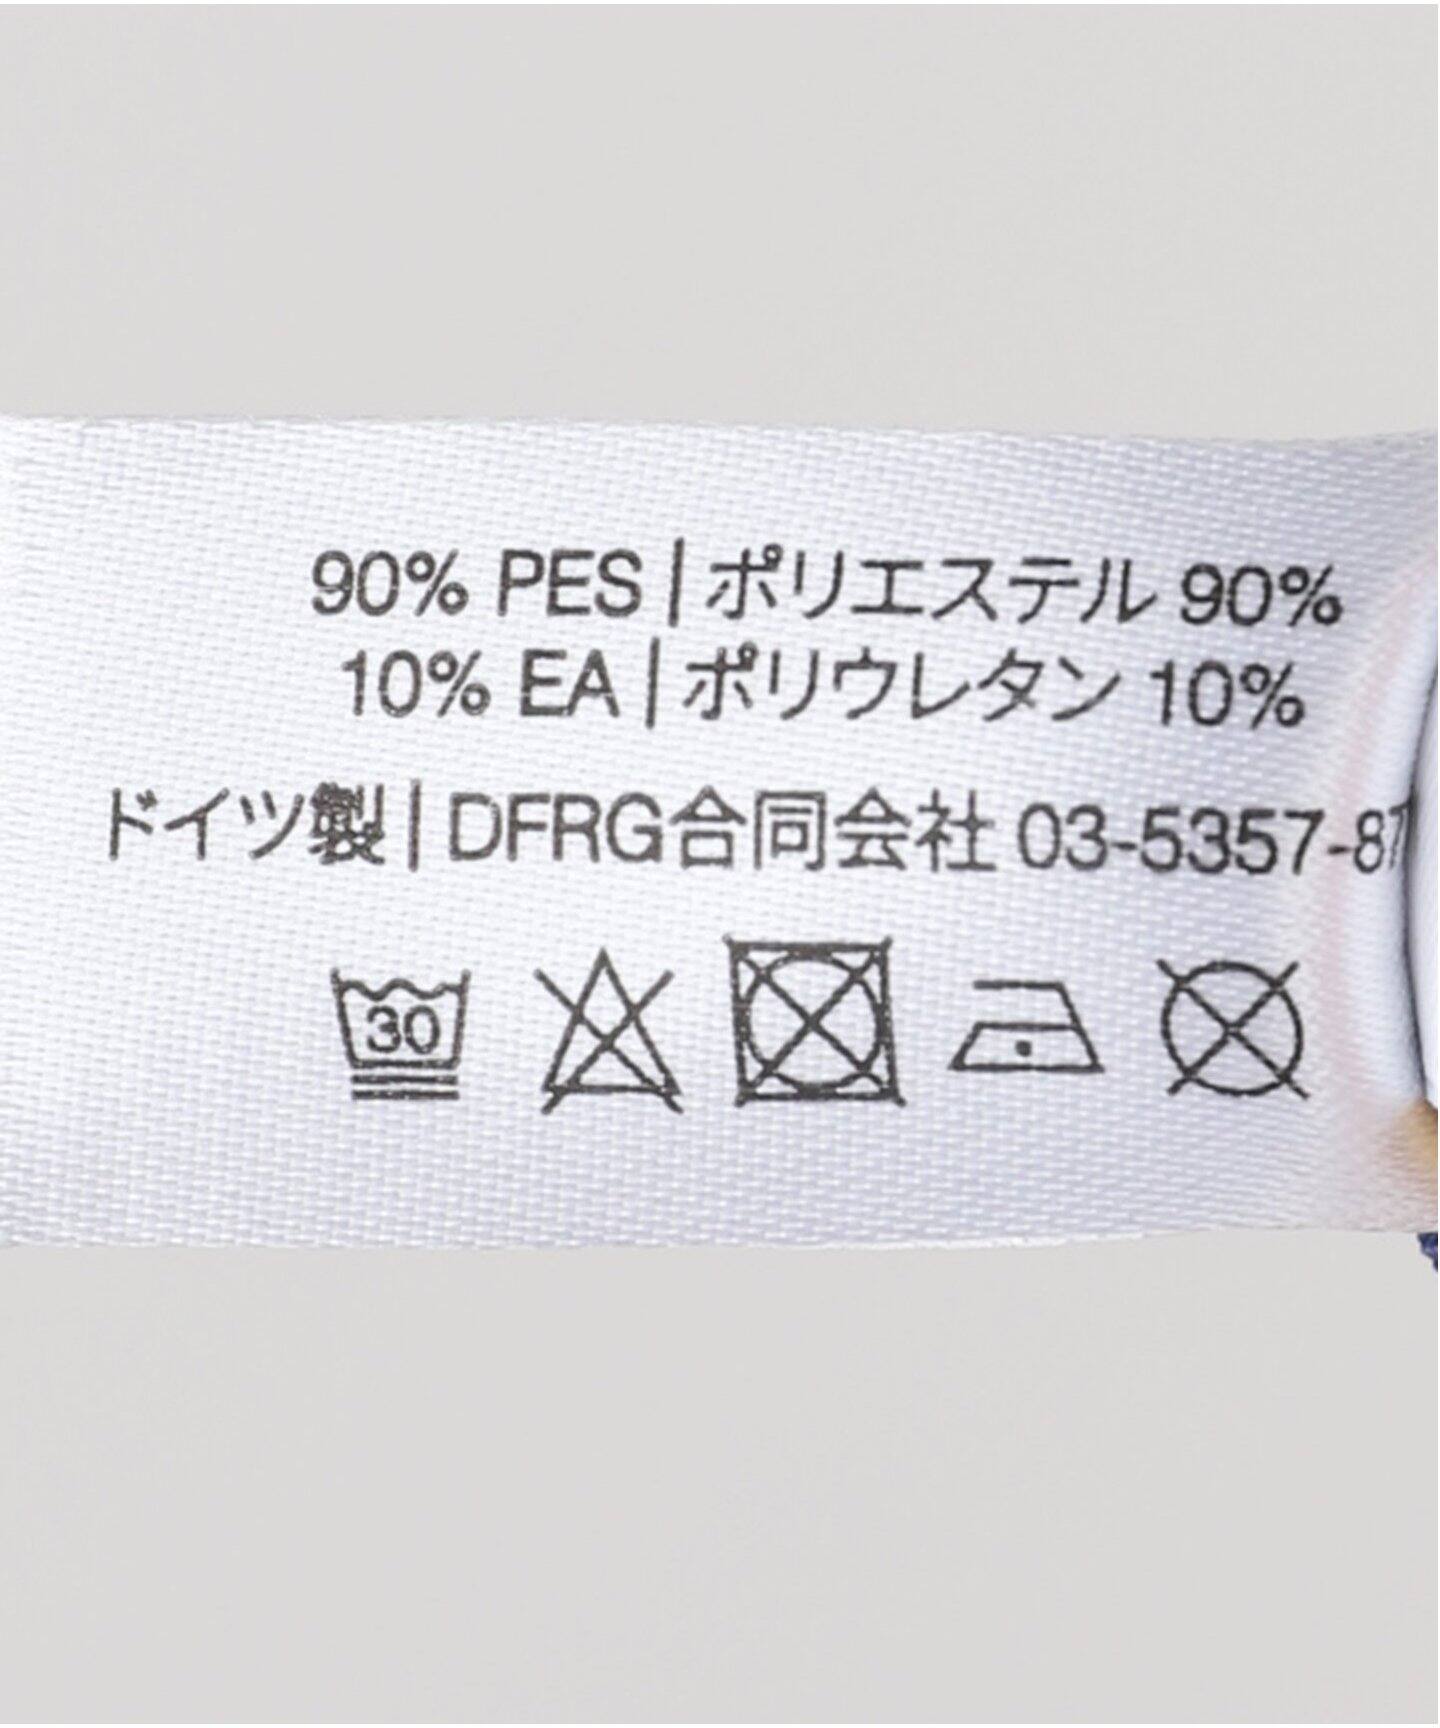 90% PES | ポリエステル 90%
10% EA | ポリウレタン 10%
ドイツ製 | DFRG合同会社 03-5357-87
30